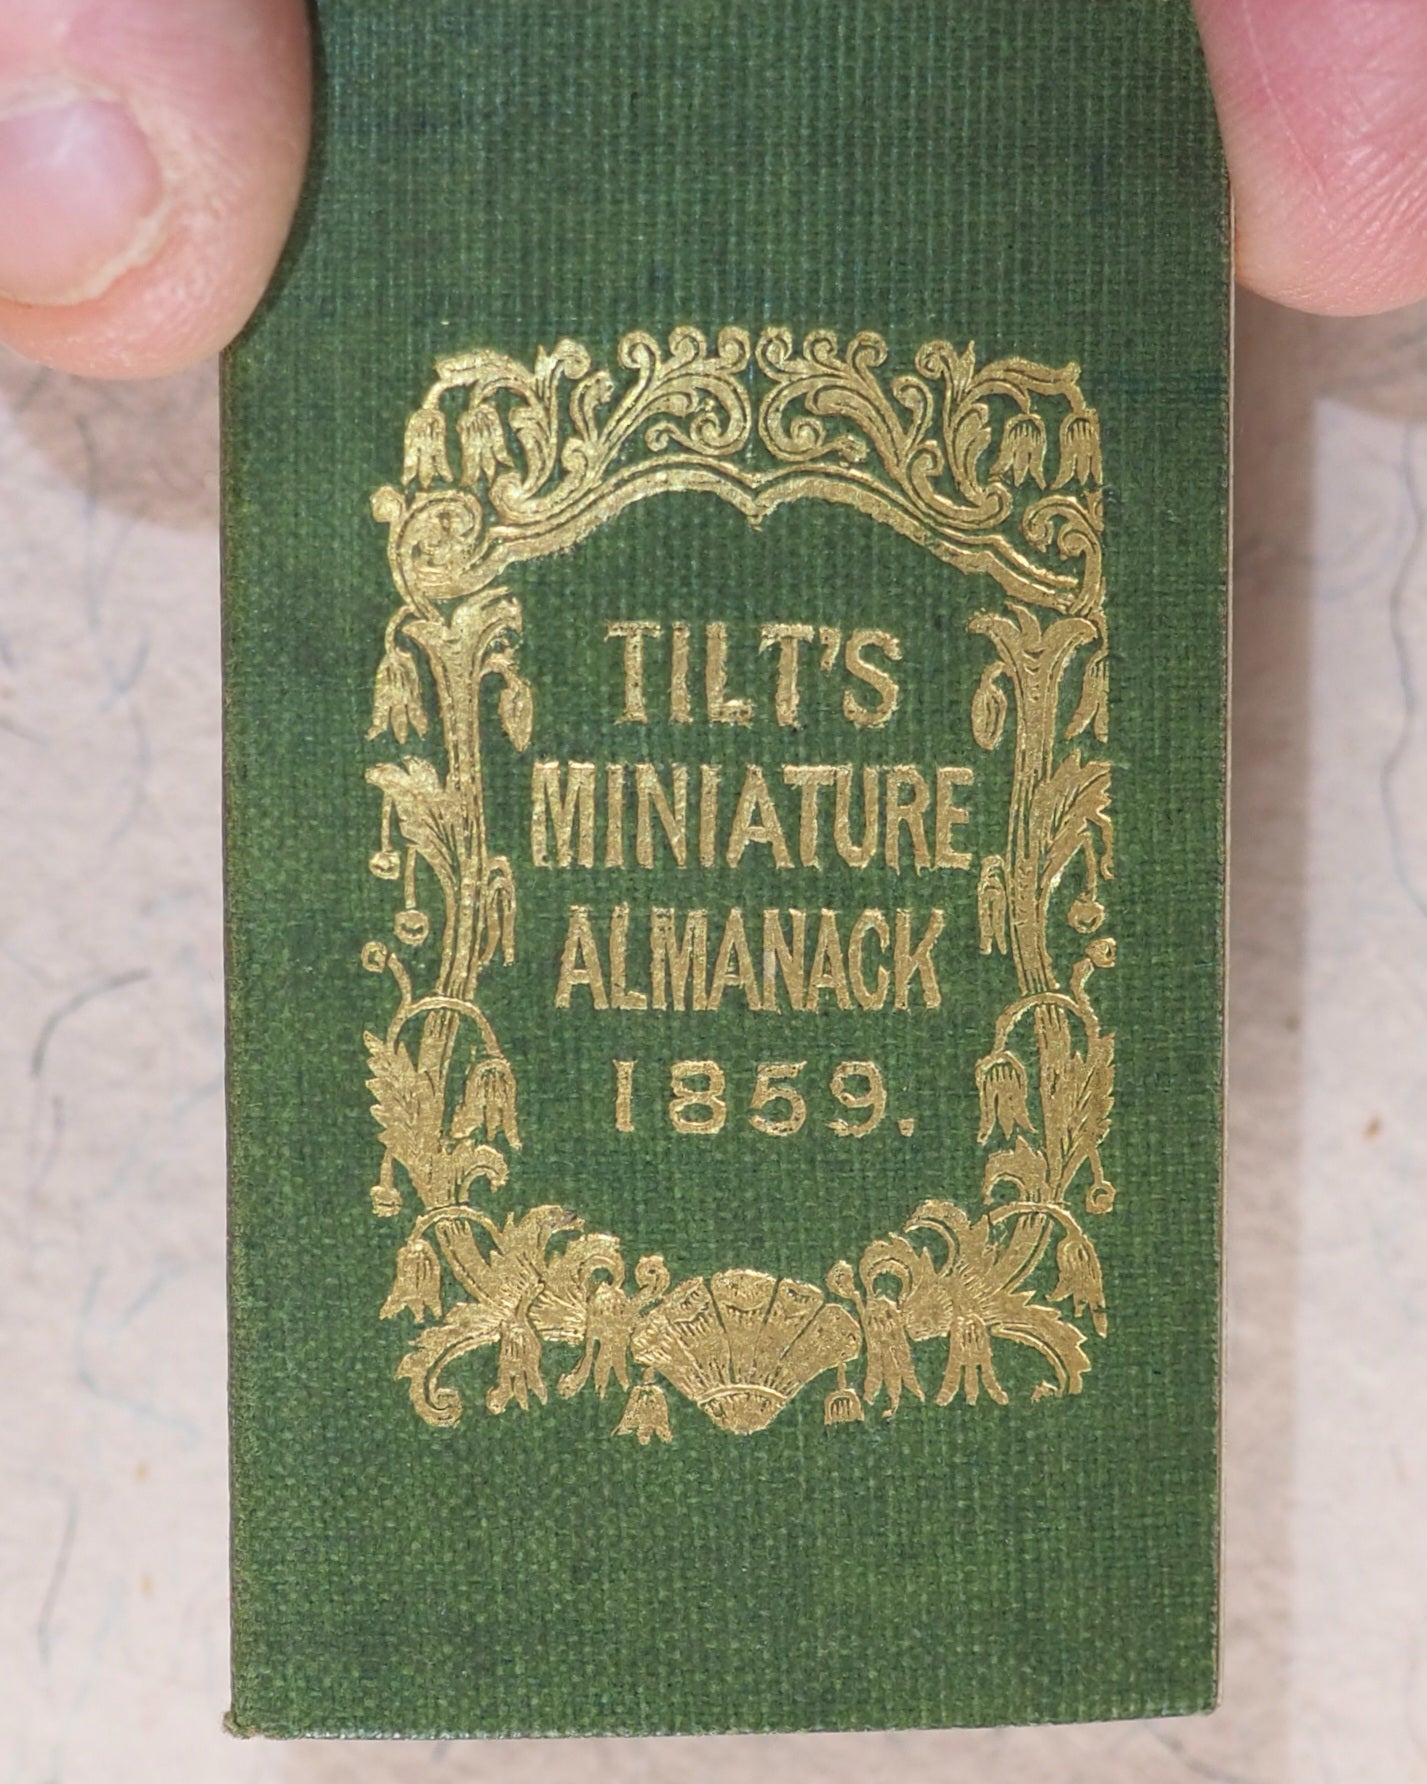 TILT'S
MINIATURE
ALMANACK
1859.